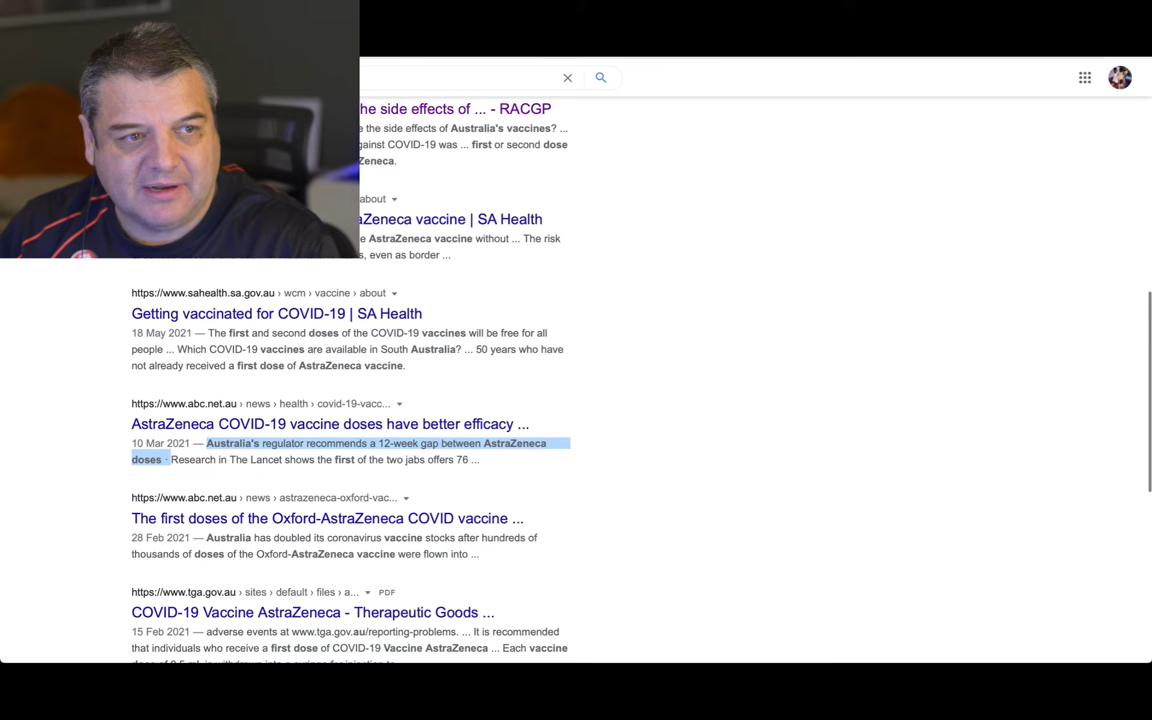 he side effects of ... - RACGP
e the side effects of Australia's vaccines? ...
gainst COVID-19 was ... first or second dose
Zeneca.
about
aZeneca vaccine | SA Health
e AstraZeneca vaccine without ... The risk
s, even as border ...
https://www.sahealth.sa.gov.au › wcm › vaccine › about
Getting vaccinated for COVID-19 | SA Health
18 May 2021 — The first and second doses of the COVID-19 vaccines will be free for all
people ... Which COVID-19 vaccines are available in South Australia? ... 50 years who have
not already received a first dose of AstraZeneca vaccine.
https://www.abc.net.au › news › health › covid-19-vacc...
AstraZeneca COVID-19 vaccine doses have better efficacy ...
10 Mar 2021 — Australia's regulator recommends a 12-week gap between AstraZeneca
doses · Research in The Lancet shows the first of the two jabs offers 76 ...
https://www.abc.net.au › news › astrazeneca-oxford-vac...
The first doses of the Oxford-AstraZeneca COVID vaccine ...
28 Feb 2021 — Australia has doubled its coronavirus vaccine stocks after hundreds of
thousands of doses of the Oxford-AstraZeneca vaccine were flown into ...
https://www.tga.gov.au › sites › default › files › a... PDF
COVID-19 Vaccine AstraZeneca - Therapeutic Goods ...
15 Feb 2021 — adverse events at www.tga.gov.au/reporting-problems. ... It is recommended
that individuals who receive a first dose of COVID-19 Vaccine AstraZeneca ... Each vaccine